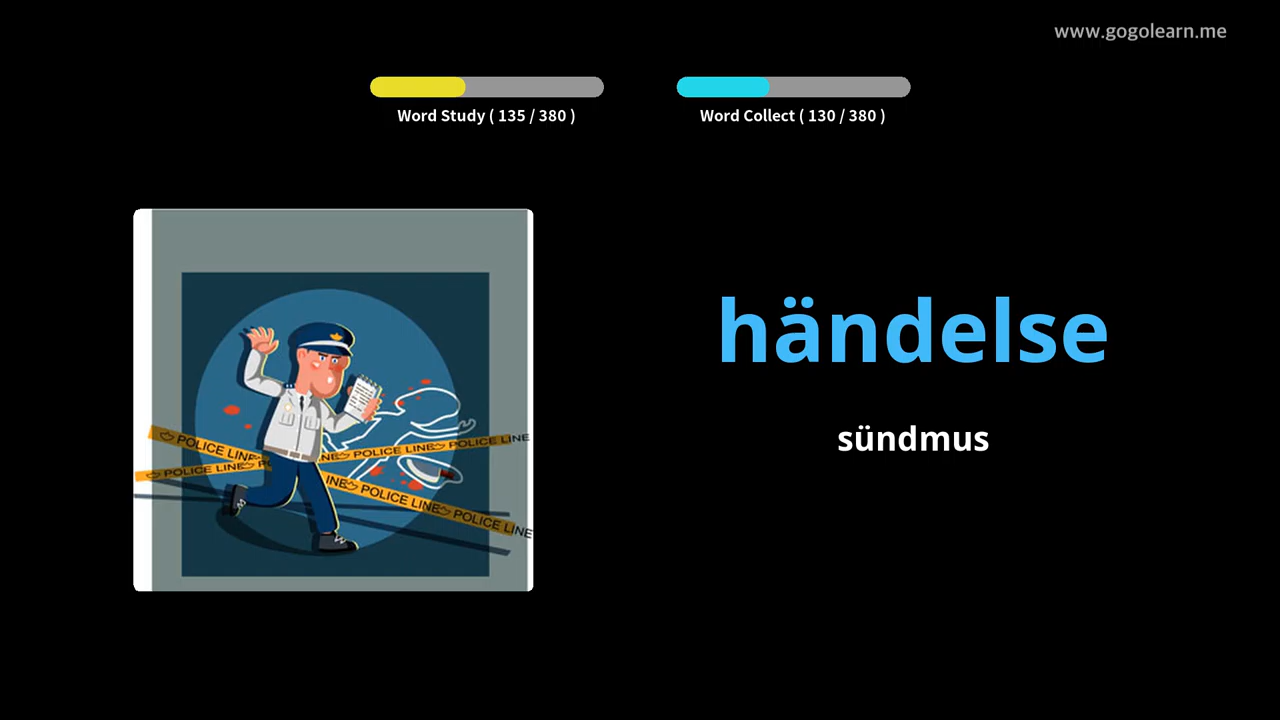 www.gogolearn.me
Word Study ( 135 / 380 )
Word Collect ( 130 / 380 )
händelse
sündmus
POLICE LINE POLICE LINE
POLICE LINE
INE POLICE LINE POLICE LINE